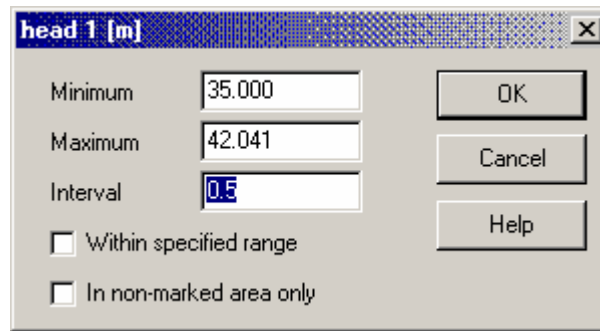 head 1 [m]
Minimum 35.000
Maximum 42.041
Interval 0.5
Within specified range
In non-marked area only
OK
Cancel
Help